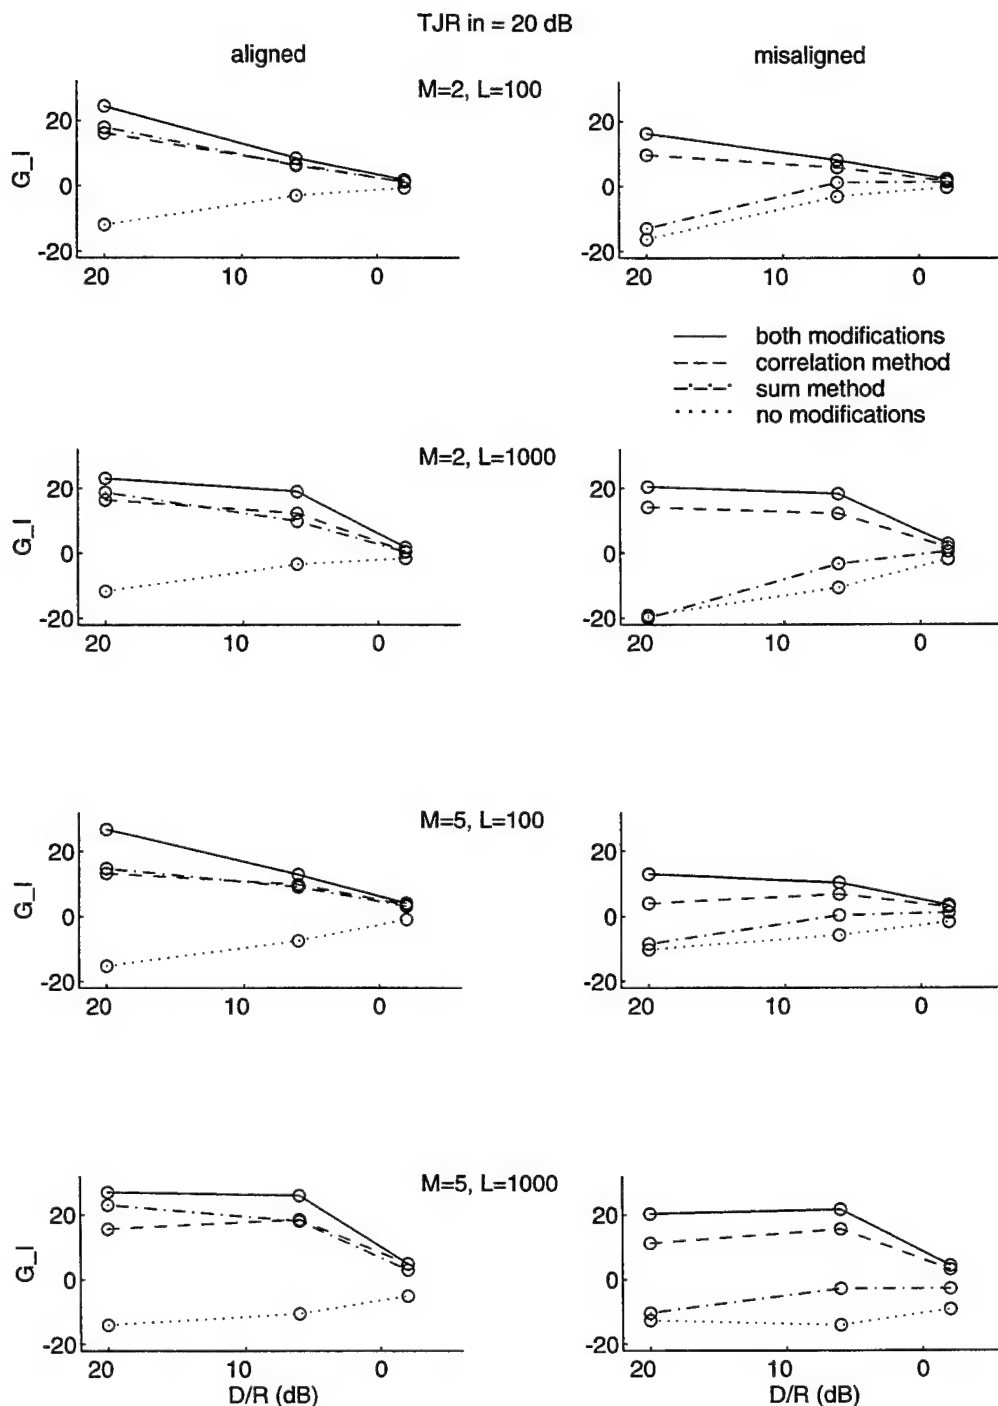 TJR in = 20 dB
aligned
misaligned
M=2, L=100
G_I
20
0
-20
20
10
0
20
0
-20
20
10
0
both modifications
correlation method
sum method
no modifications
M=2, L=1000
G_I
20
0
-20
20
10
0
20
0
-20
20
10
0
M=5, L=100
G_I
20
0
-20
20
10
0
20
0
-20
20
10
0
M=5, L=1000
G_I
20
0
-20
20
10
0
D/R (dB)
20
0
-20
20
10
0
D/R (dB)